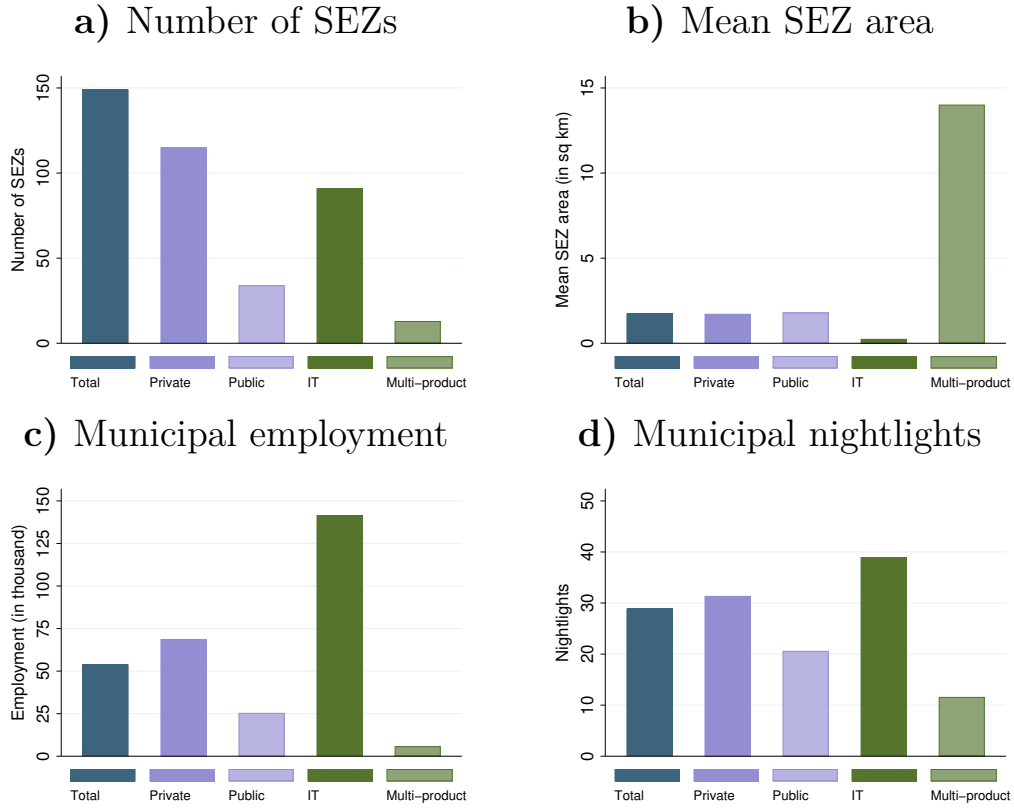 a) Number of SEZs
Number of SEZs
0
50
100
150
Total Private Public IT Multi−product
b) Mean SEZ area
Mean SEZ area (in sq km)
0
5
10
15
Total Private Public IT Multi−product
c) Municipal employment
Employment (in thousand)
0
25
50
75
100
125
150
Total Private Public IT Multi−product
d) Municipal nightlights
Nightlights
0
10
20
30
40
50
Total Private Public IT Multi−product